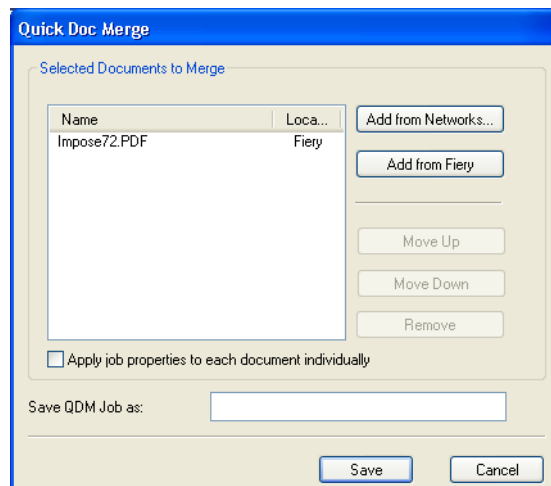 Quick Doc Merge
Selected Documents to Merge
Name Loca...
Impose72.PDF Fiery
Add from Networks...
Add from Fiery
Move Up
Move Down
Remove
Apply job properties to each document individually
Save QDM Job as:
Save Cancel